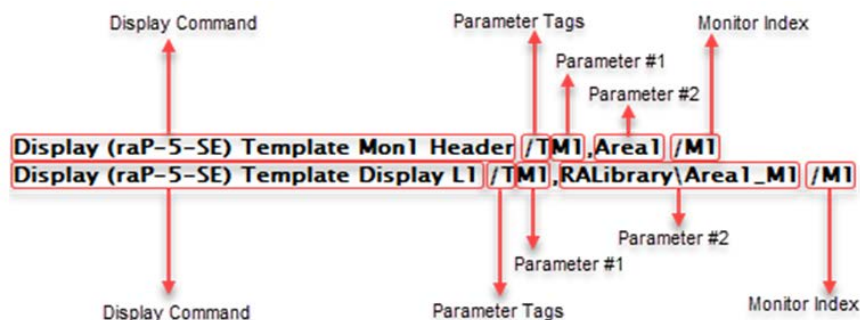 Display Command Parameter Tags Monitor Index
Parameter #1
Parameter #2
Display (raP-5-SE) Template Mon1 Header /TM1,Area1 /M1
Display (raP-5-SE) Template Display L1 /TM1,RALibrary\Area1_M1 /M1
Parameter #2
Parameter #1
Display Command Parameter Tags Monitor Index